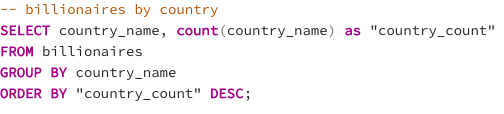 -- billionaires by country
SELECT country_name, count(country_name) as "country_count"
FROM billionaires
GROUP BY country_name
ORDER BY "country_count" DESC;